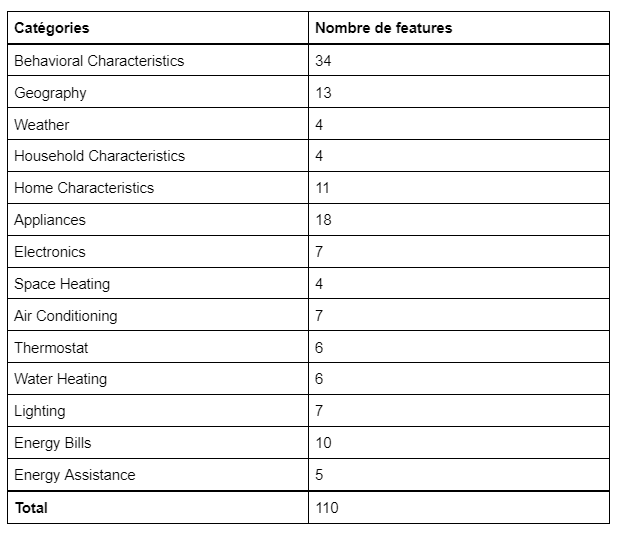 Catégories Nombre de features
Behavioral Characteristics 34
Geography 13
Weather 4
Household Characteristics 4
Home Characteristics 11
Appliances 18
Electronics 7
Space Heating 4
Air Conditioning 7
Thermostat 6
Water Heating 6
Lighting 7
Energy Bills 10
Energy Assistance 5
Total 110